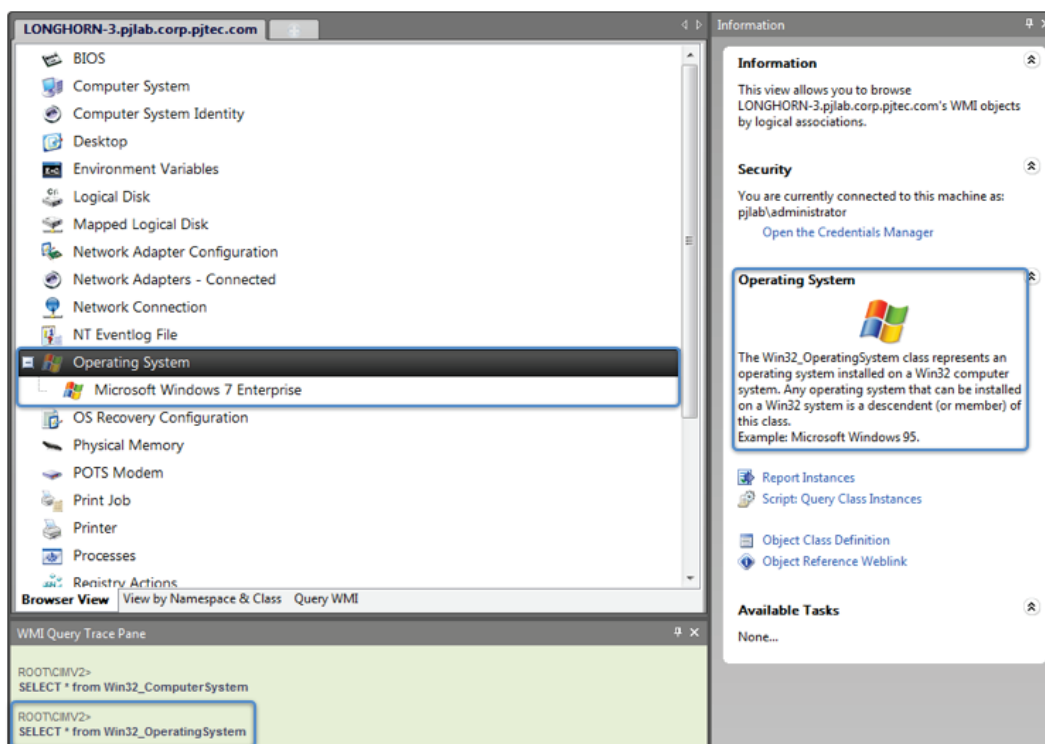 LONGHORN-3.pjlab.corp.pjtec.com
BIOS
Computer System
Computer System Identity
Desktop
Environment Variables
Logical Disk
Mapped Logical Disk
Network Adapter Configuration
Network Adapters - Connected
Network Connection
NT Eventlog File
Operating System
Microsoft Windows 7 Enterprise
OS Recovery Configuration
Physical Memory
POTS Modem
Print Job
Printer
Processes
Registry Actions
Browser View View by Namespace & Class Query WMI
WMI Query Trace Pane
ROOT\CIMV2>
SELECT * from Win32_ComputerSystem
ROOT\CIMV2>
SELECT * from Win32_OperatingSystem
Information
Information
This view allows you to browse
LONGHORN-3.pjlab.corp.pjtec.com's WMI objects
by logical associations.
Security
You are currently connected to this machine as:
pjlab\administrator
Open the Credentials Manager
Operating System
The Win32_OperatingSystem class represents an
operating system installed on a Win32 computer
system. Any operating system that can be installed
on a Win32 system is a descendent (or member) of
this class.
Example: Microsoft Windows 95.
Report Instances
Script: Query Class Instances
Object Class Definition
Object Reference Weblink
Available Tasks
None...